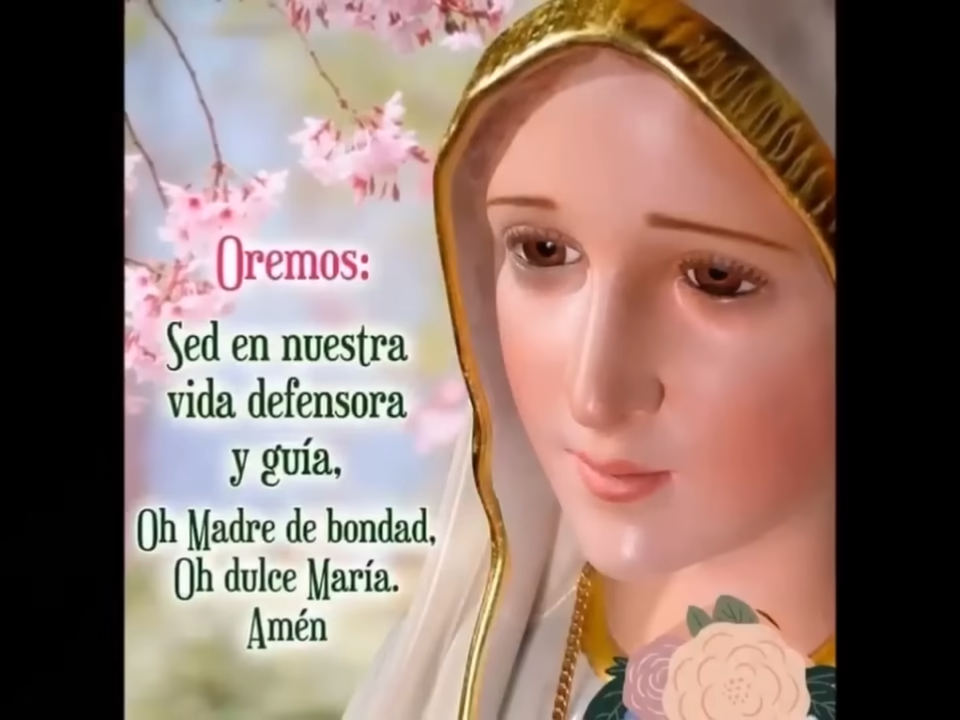 Oremos:
Sed en nuestra
vida defensora
y guía,
Oh Madre de bondad,
Oh dulce María.
Amén